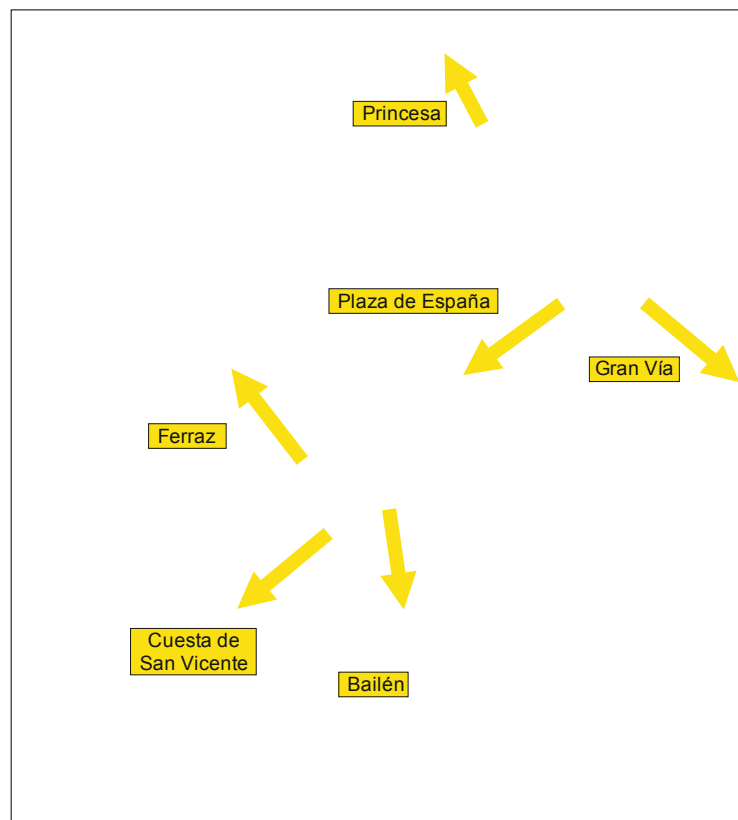 Princesa
Plaza de España
Gran Vía
Ferraz
Cuesta de
San Vicente
Bailén